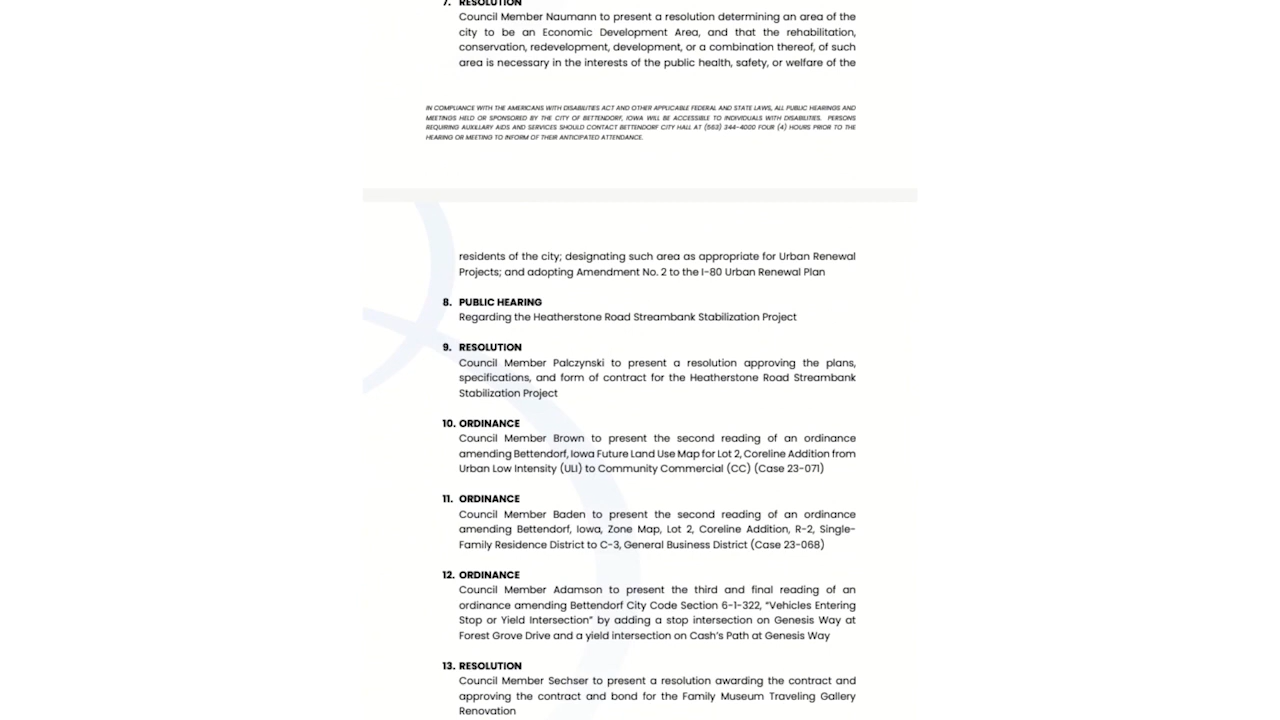 7. RESOLUTION
Council Member Naumann to present a resolution determining an area of the
city to be an Economic Development Area, and that the rehabilitation,
conservation, redevelopment, development, or a combination thereof, of such
area is necessary in the interests of the public health, safety, or welfare of the
IN COMPLIANCE WITH THE AMERICANS WITH DISABILITIES ACT AND OTHER APPLICABLE FEDERAL AND STATE LAWS, ALL PUBLIC HEARINGS AND
MEETINGS HELD OR SPONSORED BY THE CITY OF BETTENDORF, IOWA WILL BE ACCESSIBLE TO INDIVIDUALS WITH DISABILITIES. PERSONS
REQUIRING AUXILLARY AIDS AND SERVICES SHOULD CONTACT BETTENDORF CITY HALL AT (563) 344-4000 FOUR (4) HOURS PRIOR TO THE
HEARING OR MEETING TO INFORM OF THEIR ANTICIPATED ATTENDANCE.
residents of the city; designating such area as appropriate for Urban Renewal
Projects; and adopting Amendment No. 2 to the I-80 Urban Renewal Plan
8. PUBLIC HEARING
Regarding the Heatherstone Road Streambank Stabilization Project
9. RESOLUTION
Council Member Palczynski to present a resolution approving the plans,
specifications, and form of contract for the Heatherstone Road Streambank
Stabilization Project
10. ORDINANCE
Council Member Brown to present the second reading of an ordinance
amending Bettendorf, Iowa Future Land Use Map for Lot 2, Coreline Addition from
Urban Low Intensity (ULI) to Community Commercial (CC) (Case 23-071)
11. ORDINANCE
Council Member Baden to present the second reading of an ordinance
amending Bettendorf, Iowa, Zone Map, Lot 2, Coreline Addition, R-2, Single-
Family Residence District to C-3, General Business District (Case 23-068)
12. ORDINANCE
Council Member Adamson to present the third and final reading of an
ordinance amending Bettendorf City Code Section 6-1-322, “Vehicles Entering
Stop or Yield Intersection” by adding a stop intersection on Genesis Way at
Forest Grove Drive and a yield intersection on Cash’s Path at Genesis Way
13. RESOLUTION
Council Member Sechser to present a resolution awarding the contract and
approving the contract and bond for the Family Museum Traveling Gallery
Renovation